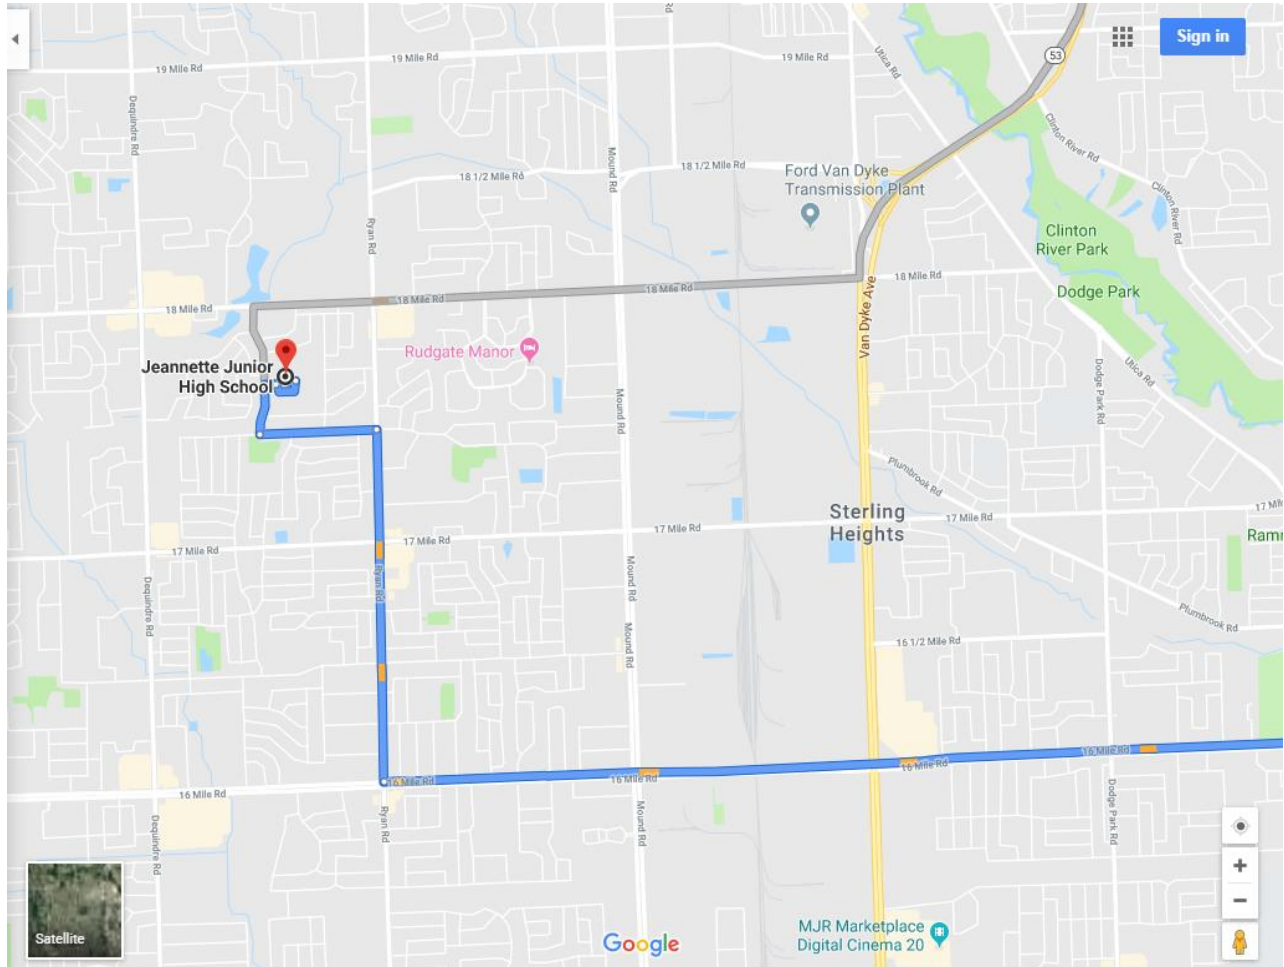 Sign in
53
Utica Rd
19 Mile Rd
19 Mile Rd
19 Mile Rd
Dequindre Rd
Clinton River Rd
Mound Rd
18 1/2 Mile Rd
18 1/2 Mile Rd
Ford Van Dyke
Transmission Plant
Clinton River Rd
Ryan Rd
Clinton
River Park
18 Mile Rd
18 Mile Rd
18 Mile Rd
18 Mile Rd
Dodge Park
Van Dyke Ave
Rudgate Manor
Jeannette Junior
High School
Utica Rd
Dodge Park Rd
Mound Rd
Plumbrook Rd
Sterling
Heights
17 Mile Rd
17 Mile Rd
17 Mile Rd
17 Mil
Ramr
Ryan Rd
Mound Rd
Dequindre Rd
Plumbrook Rd
Mound Rd
16 1/2 Mile Rd
16 Mile Rd
16 Mile Rd
16 Mile Rd
16 Mile Rd
16 Mile Rd
Dodge Park Rd
Dequindre Rd
Ryan Rd
Mound Rd
Satellite
Google
MJR Marketplace
Digital Cinema 20